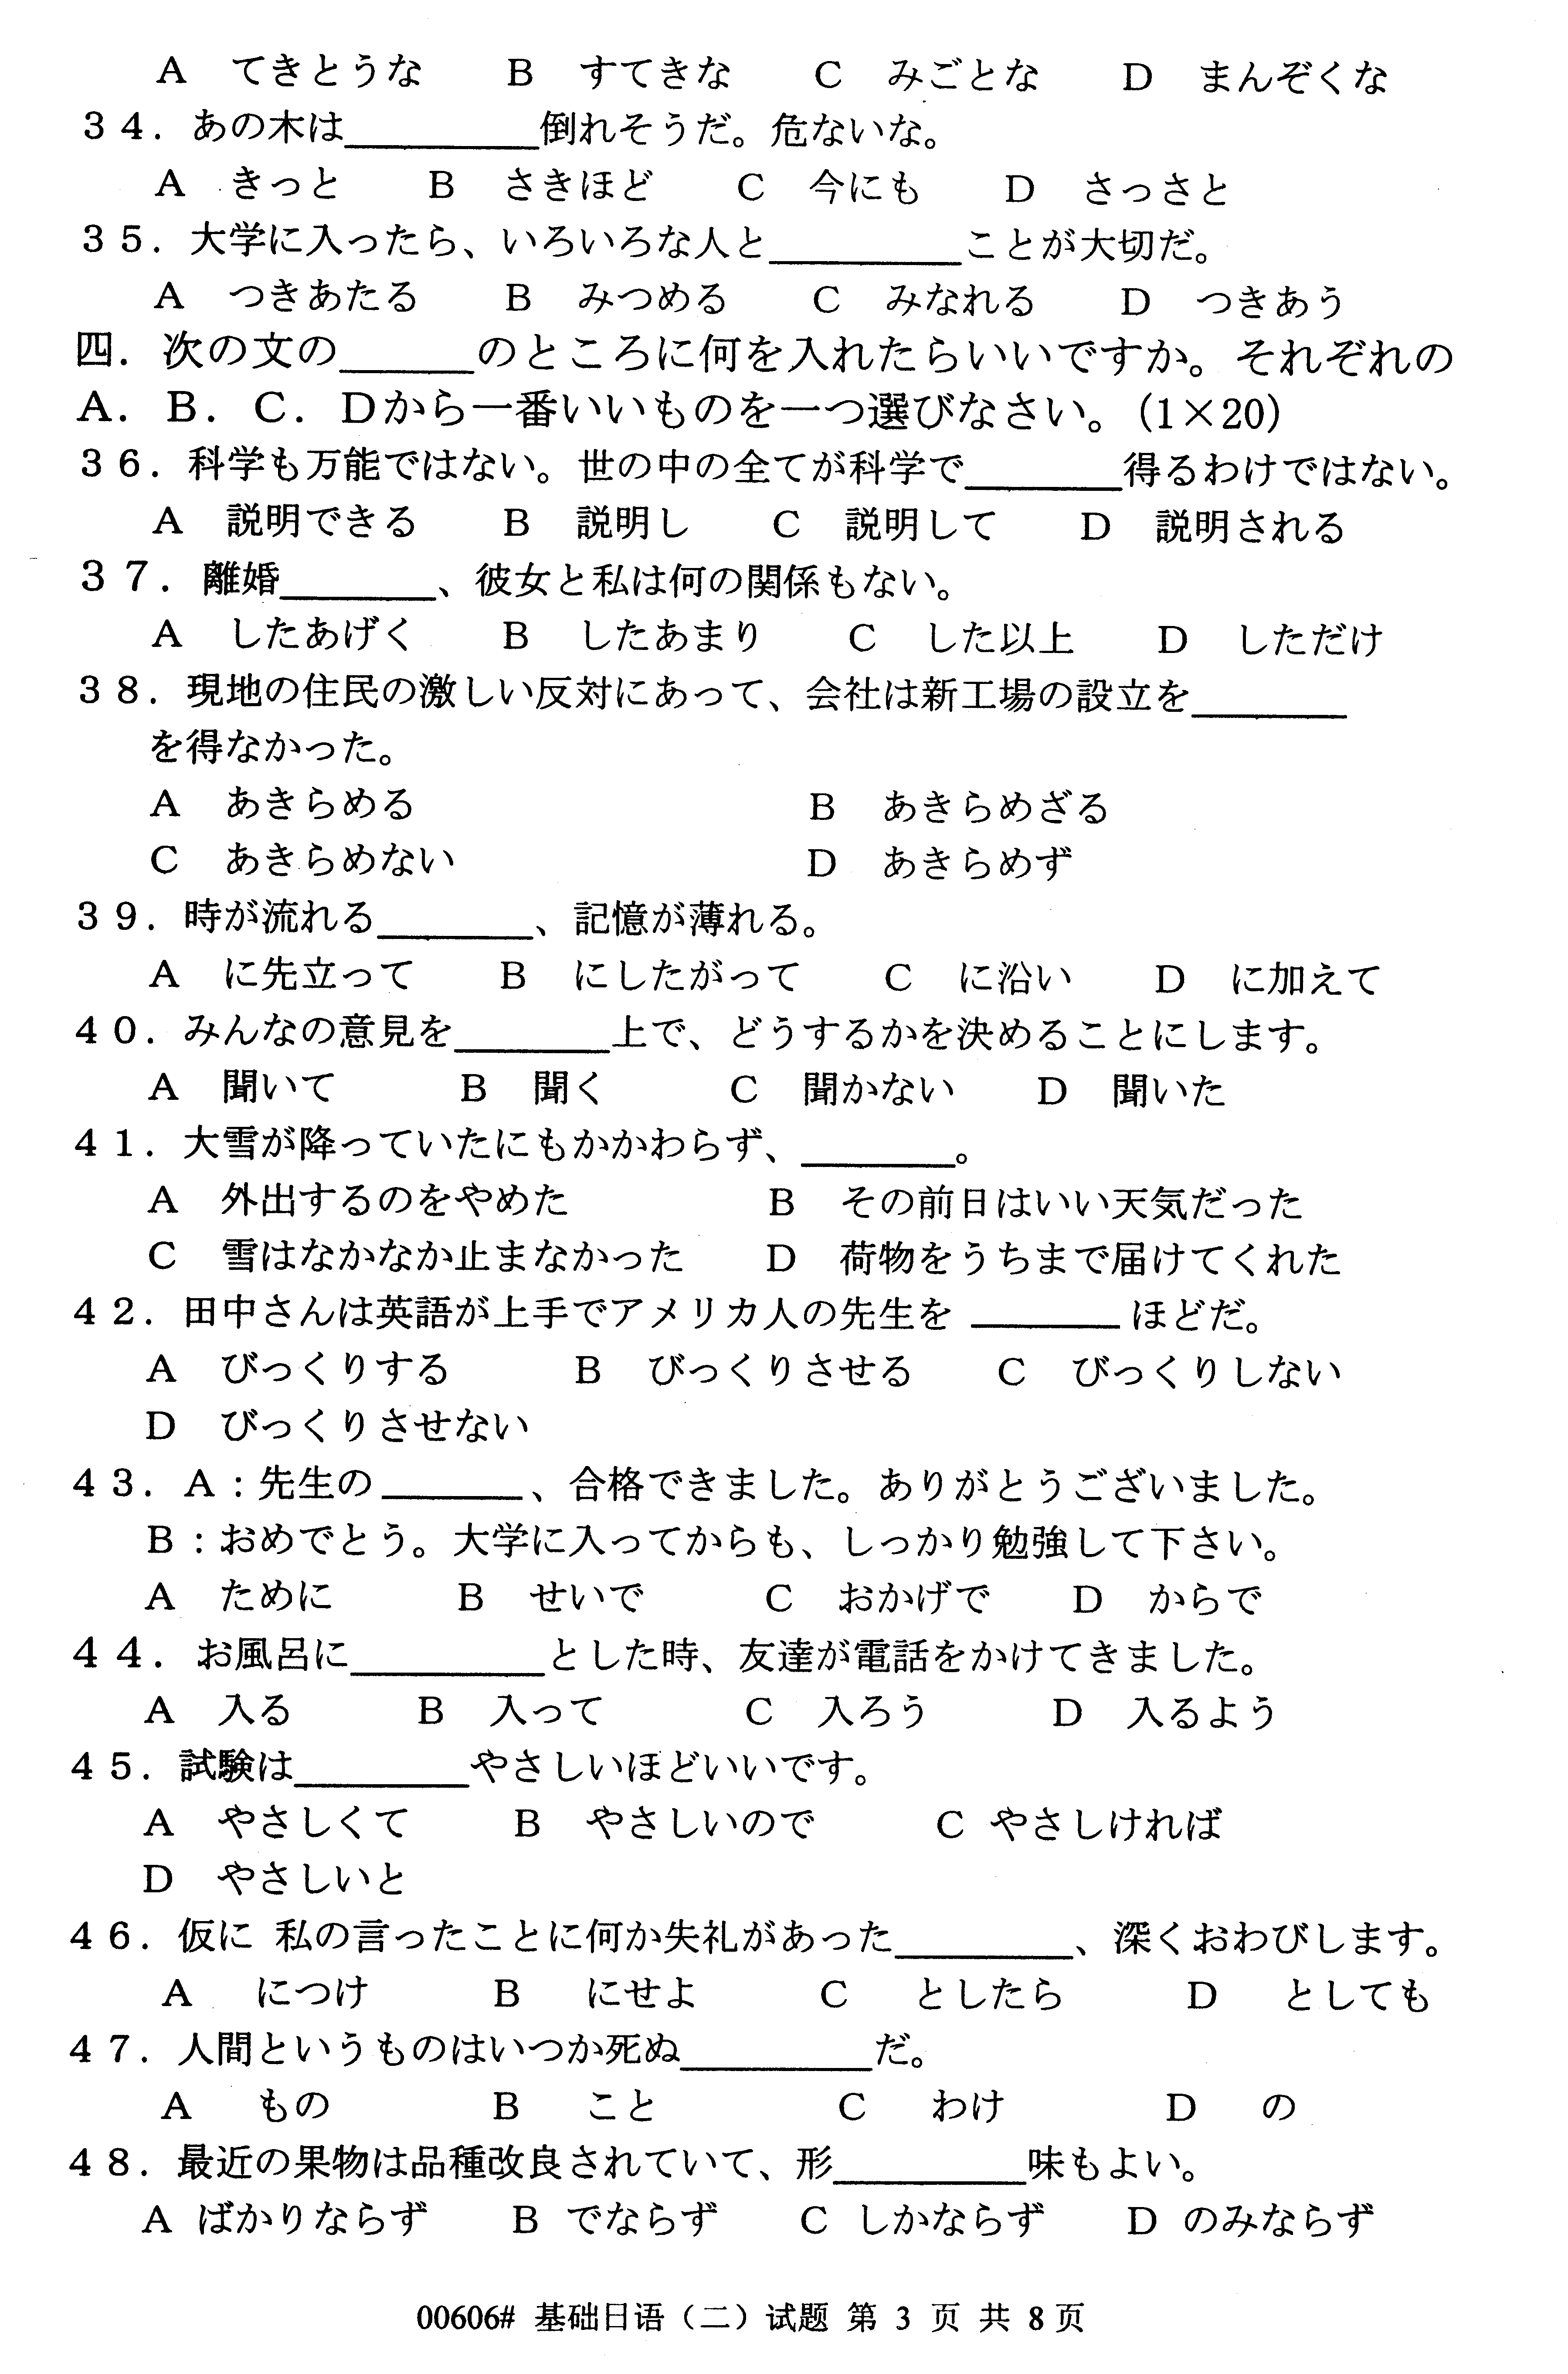 A　てきとうな　　B　すてきな　　C　みごとな　　D　まんぞくな
３４．あの木は＿＿＿＿＿倒れそうだ。危ないな。
A　きっと　　B　さきほど　　C　今にも　　D　さっさと
３５．大学に入ったら、いろいろな人と＿＿＿＿＿ことが大切だ。
A　つきあたる　　B　みつめる　　C　みなれる　　D　つきあう
四．次の文の＿＿＿のところに何を入れたらいいですか。それぞれの
A．B．C．Dから一番いいものを一つ選びなさい。(1×20)
３６．科学も万能ではない。世の中の全てが科学で＿＿＿＿得るわけではない。
A　説明できる　　B　説明し　　C　説明して　　D　説明される
３７．離婚＿＿＿＿、彼女と私は何の関係もない。
A　したあげく　　B　したあまり　　C　した以上　　D　しただけ
３８．現地の住民の激しい反対にあって、会社は新工場の設立を＿＿＿＿
を得なかった。
A　あきらめる　　B　あきらめざる
C　あきらめない　　D　あきらめず
３９．時が流れる＿＿＿＿、記憶が薄れる。
A　に先立って　　B　にしたがって　　C　に沿い　　D　に加えて
４０．みんなの意見を＿＿＿＿上で、どうするかを決めることにします。
A　聞いて　　B　聞く　　C　聞かない　　D　聞いた
４１．大雪が降っていたにもかかわらず、＿＿＿＿。
A　外出するのをやめた　　B　その前日はいい天気だった
C　雪はなかなか止まなかった　　D　荷物をうちまで届けてくれた
４２．田中さんは英語が上手でアメリカ人の先生を ＿＿＿＿ ほどだ。
A　びっくりする　　B　びっくりさせる　　C　びっくりしない
D　びっくりさせない
４３．A：先生の ＿＿＿＿ 、合格できました。ありがとうございました。
B：おめでとう。大学に入ってからも、しっかり勉強して下さい。
A　ために　　B　せいで　　C　おかげで　　D　からで
４４．お風呂に＿＿＿＿＿とした時、友達が電話をかけてきました。
A　入る　　B　入って　　C　入ろう　　D　入るよう
４５．試験は＿＿＿＿＿やさしいほどいいです。
A　やさしくて　　B　やさしいので　　C　やさしければ
D　やさしいと
４６．仮に 私の言ったことに何か失礼があった＿＿＿＿＿、深くおわびします。
A　につけ　　B　にせよ　　C　としたら　　D　としても
４７．人間というものはいつか死ぬ＿＿＿＿＿だ。
A　もの　　B　こと　　C　わけ　　D　の
４８．最近の果物は品種改良されていて、形＿＿＿＿＿味もよい。
A　ばかりならず　　B　でならず　　C　しかならず　　D　のみならず
00606# 基础日语（二）试题 第 3 页 共 8 页